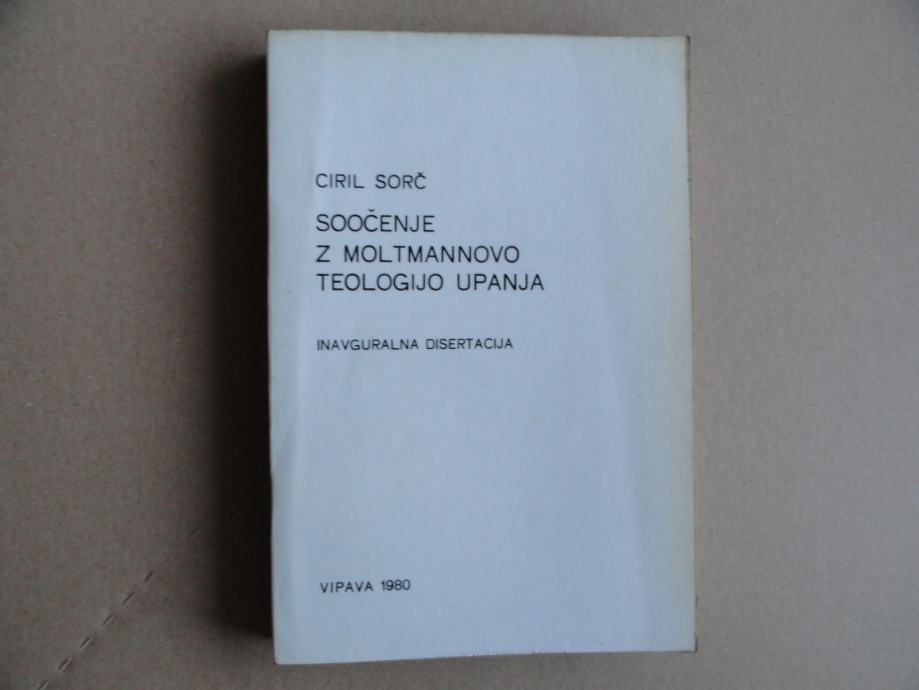 CIRIL SORČ
SOOČENJE
Z MOLTMANNOVO
TEOLOGIJO UPANJA
INAVGURALNA DISERTACIJA
VIPAVA 1980